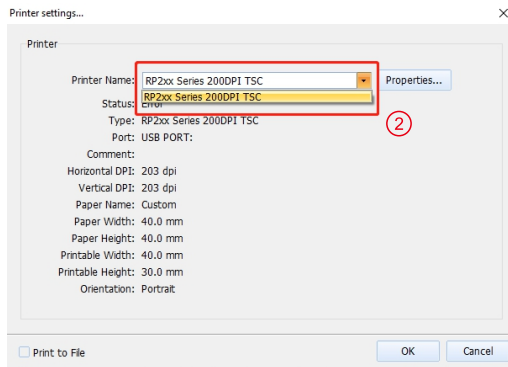 Printer settings...
Printer
Printer Name: RP2xx Series 200DPI TSC Properties...
RP2xx Series 200DPI TSC
Status: Error
②
Type: RP2xx Series 200DPI TSC
Port: USB PORT:
Comment:
Horizontal DPI: 203 dpi
Vertical DPI: 203 dpi
Paper Name: Custom
Paper Width: 40.0 mm
Paper Height: 40.0 mm
Printable Width: 40.0 mm
Printable Height: 30.0 mm
Orientation: Portrait
Print to File OK Cancel